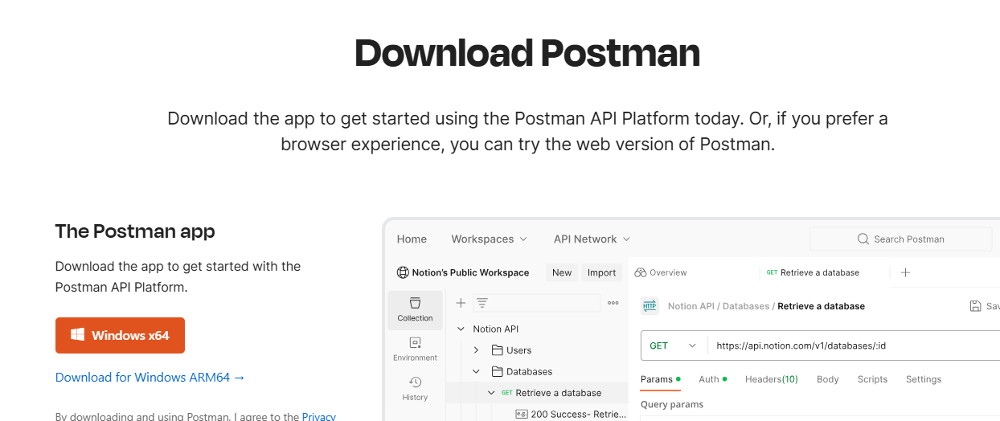 Download Postman
Download the app to get started using the Postman API Platform today. Or, if you prefer a
browser experience, you can try the web version of Postman.
The Postman app
Download the app to get started with the
Postman API Platform.
Windows x64
Download for Windows ARM64 →
By downloading and using Postman, I agree to the Privacy
Home Workspaces API Network Search Postman
Notion's Public Workspace New Import
Overview GET Retrieve a database
Collection
Environment
History
Notion API
Users
Databases
GET Retrieve a database
e.g. 200 Success- Retrie...
HTTP Notion API / Databases / Retrieve a database
GET https://api.notion.com/v1/databases/:id
Params Auth Headers(10) Body Scripts Settings
Query params